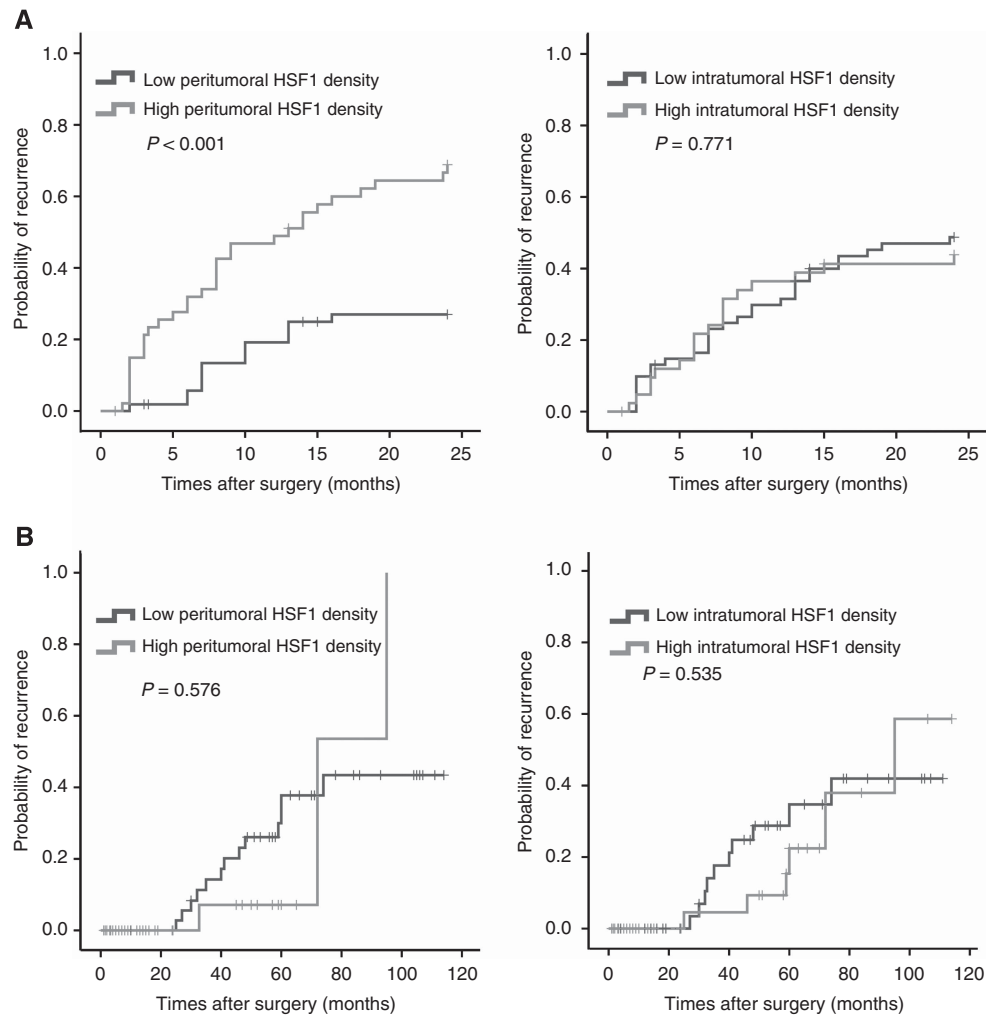 A
1.0
0.8
0.6
0.4
0.2
0.0
Probability of recurrence
Low peritumoral HSF1 density
High peritumoral HSF1 density
P < 0.001
0 5 10 15 20 25
Times after surgery (months)
1.0
0.8
0.6
0.4
0.2
0.0
Probability of recurrence
Low intratumoral HSF1 density
High intratumoral HSF1 density
P = 0.771
0 5 10 15 20 25
Times after surgery (months)
B
1.0
0.8
0.6
0.4
0.2
0.0
Probability of recurrence
Low peritumoral HSF1 density
High peritumoral HSF1 density
P = 0.576
0 20 40 60 80 100 120
Times after surgery (months)
1.0
0.8
0.6
0.4
0.2
0.0
Probability of recurrence
Low intratumoral HSF1 density
High intratumoral HSF1 density
P = 0.535
0 20 40 60 80 100 120
Times after surgery (months)